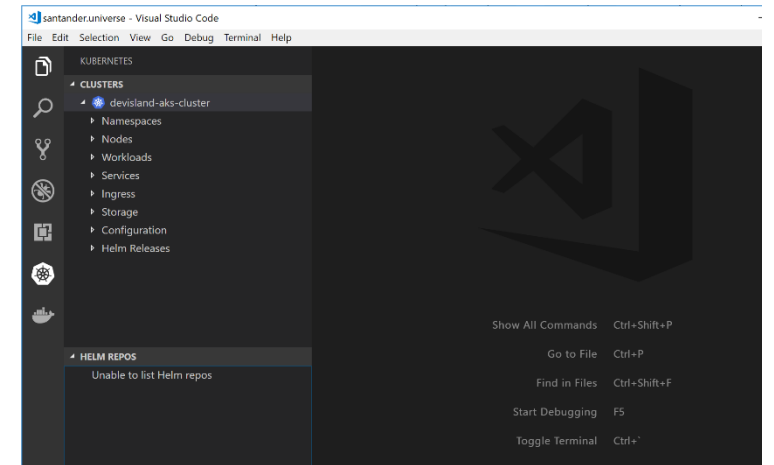 santander.universe - Visual Studio Code
File Edit Selection View Go Debug Terminal Help
KUBERNETES
CLUSTERS
devisland-aks-cluster
Namespaces
Nodes
Workloads
Services
Ingress
Storage
Configuration
Helm Releases
HELM REPOS
Unable to list Helm repos
Show All Commands Ctrl+Shift+P
Go to File Ctrl+P
Find in Files Ctrl+Shift+F
Start Debugging F5
Toggle Terminal Ctrl+`